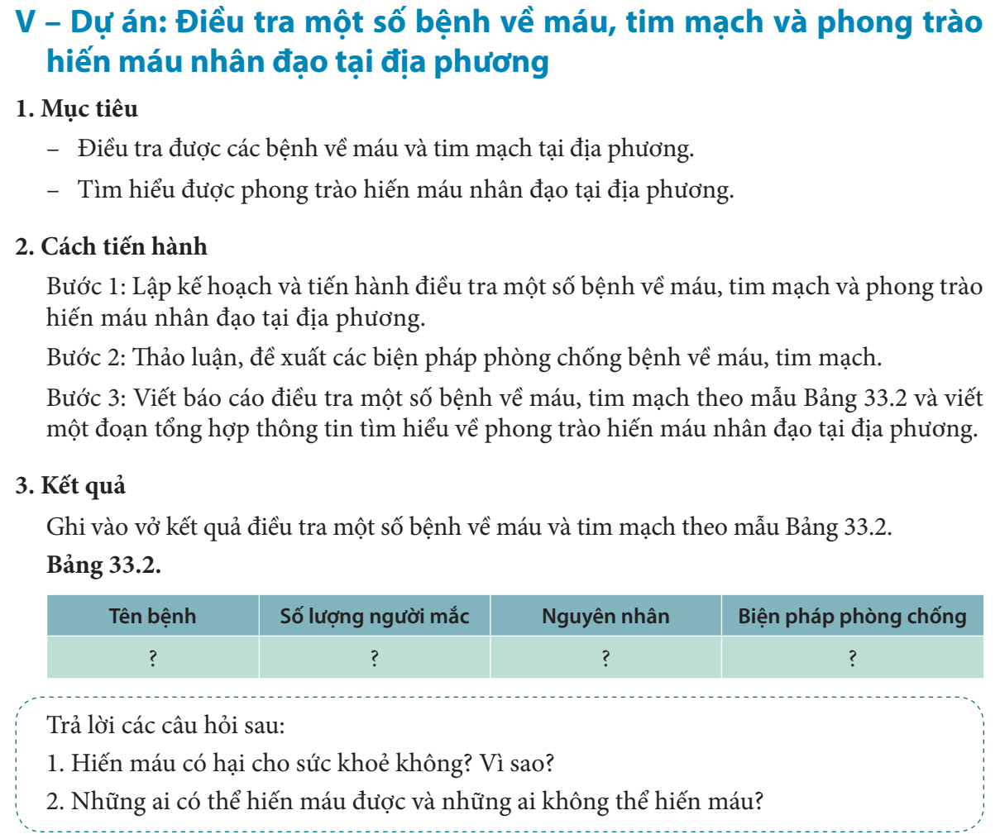 V – Dự án: Điều tra một số bệnh về máu, tim mạch và phong trào
hiến máu nhân đạo tại địa phương
1. Mục tiêu
– Điều tra được các bệnh về máu và tim mạch tại địa phương.
– Tìm hiểu được phong trào hiến máu nhân đạo tại địa phương.
2. Cách tiến hành
Bước 1: Lập kế hoạch và tiến hành điều tra một số bệnh về máu, tim mạch và phong trào
hiến máu nhân đạo tại địa phương.
Bước 2: Thảo luận, đề xuất các biện pháp phòng chống bệnh về máu, tim mạch.
Bước 3: Viết báo cáo điều tra một số bệnh về máu, tim mạch theo mẫu Bảng 33.2 và viết
một đoạn tổng hợp thông tin tìm hiểu về phong trào hiến máu nhân đạo tại địa phương.
3. Kết quả
Ghi vào vở kết quả điều tra một số bệnh về máu và tim mạch theo mẫu Bảng 33.2.
Bảng 33.2.
Tên bệnh Số lượng người mắc Nguyên nhân Biện pháp phòng chống
? ? ? ?
Trả lời các câu hỏi sau:
1. Hiến máu có hại cho sức khoẻ không? Vì sao?
2. Những ai có thể hiến máu được và những ai không thể hiến máu?